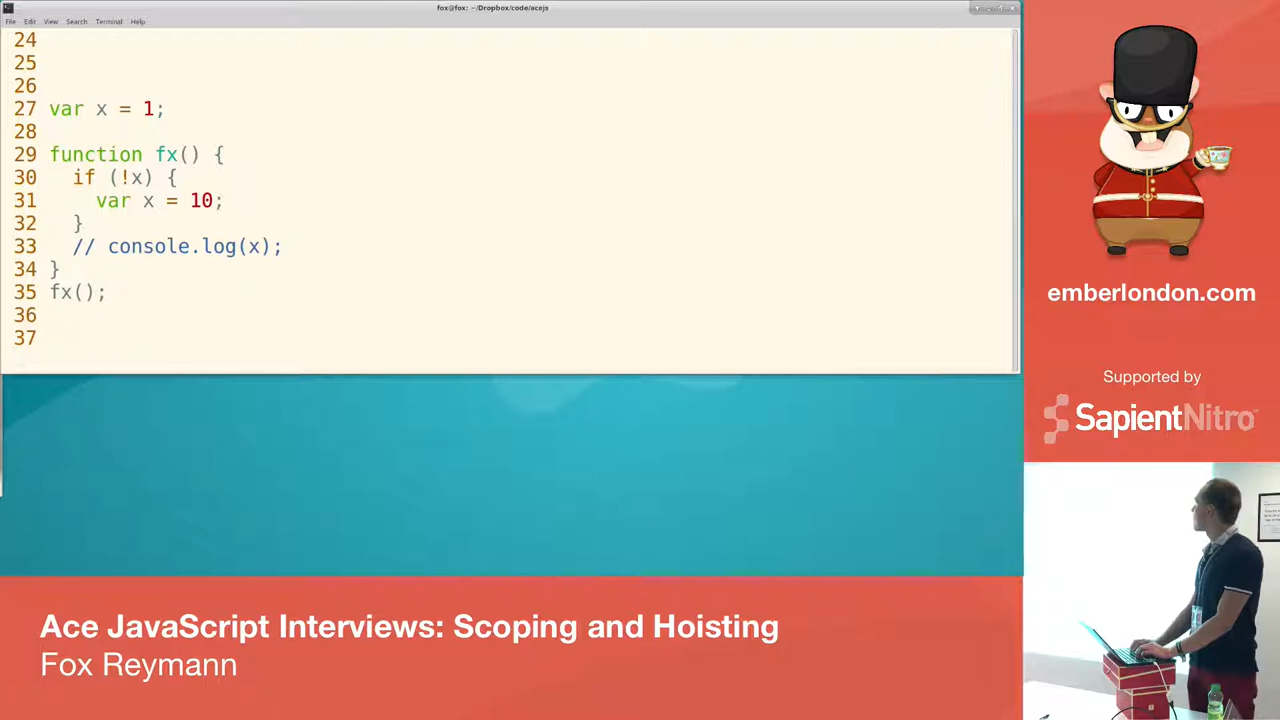 fox@fox: ~/Dropbox/code/acejs
File Edit View Search Terminal Help
24
25
26
27 var x = 1;
28
29 function fx() {
30   if (!x) {
31     var x = 10;
32   }
33   // console.log(x);
34 }
35 fx();
36
37
emberlondon.com
Supported by
SapientNitro
Ace JavaScript Interviews: Scoping and Hoisting
Fox Reymann